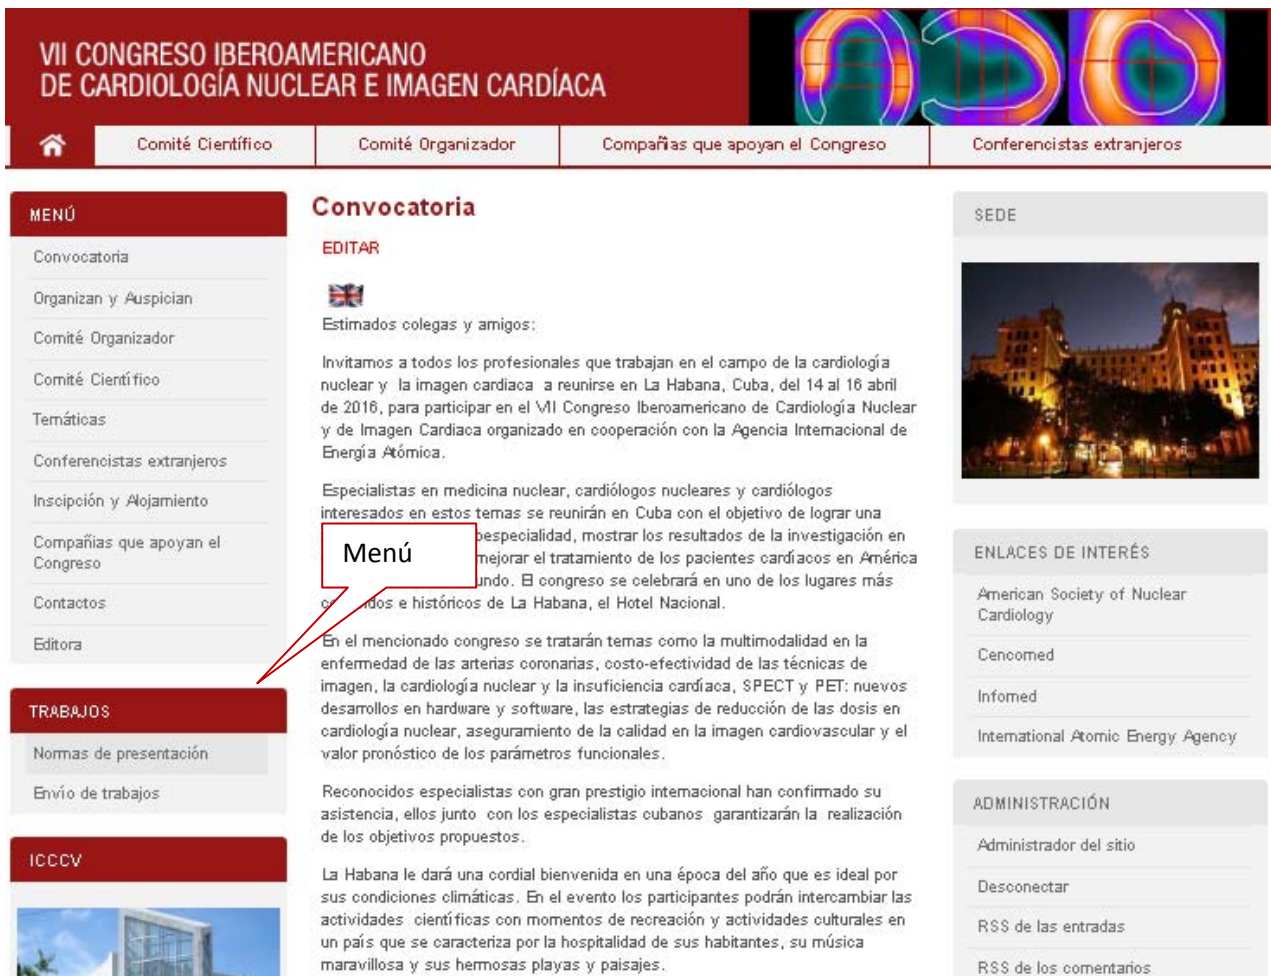 VII CONGRESO IBEROAMERICANO
DE CARDIOLOGÍA NUCLEAR E IMAGEN CARDÍACA
Comité Científico
Comité Organizador
Compañias que apoyan el Congreso
Conferencistas extranjeros
MENÚ
Convocatoria
Organizan y Auspician
Comité Organizador
Comité Científico
Temáticas
Conferencistas extranjeros
Inscipción y Alojamiento
Compañias que apoyan el
Congreso
Contactos
Editora
TRABAJOS
Normas de presentación
Envío de trabajos
ICCCV
Convocatoria
EDITAR
Estimados colegas y amigos:
Invitamos a todos los profesionales que trabajan en el campo de la cardiología
nuclear y la imagen cardiaca a reunirse en La Habana, Cuba, del 14 al 16 abril
de 2016, para participar en el VII Congreso Iberoamericano de Cardiología Nuclear
y de Imagen Cardiaca organizado en cooperación con la Agencia Internacional de
Energía Atómica.
Especialistas en medicina nuclear, cardiólogos nucleares y cardiólogos
interesados en estos temas se reunirán en Cuba con el objetivo de lograr una
mostrar los resultados de la investigación en
mejorar el tratamiento de los pacientes cardíacos en América
El congreso se celebrará en uno de los lugares más
e históricos de La Habana, el Hotel Nacional.
Menú
En el mencionado congreso se tratarán temas como la multimodalidad en la
enfermedad de las arterias coronarias, costo-efectividad de las técnicas de
imagen, la cardiología nuclear y la insuficiencia cardíaca, SPECT y PET: nuevos
desarrollos en hardware y software, las estrategias de reducción de las dosis en
cardiología nuclear, aseguramiento de la calidad en la imagen cardiovascular y el
valor pronóstico de los parámetros funcionales.
Reconocidos especialistas con gran prestigio internacional han confirmado su
asistencia, ellos junto con los especialistas cubanos garantizarán la realización
de los objetivos propuestos.
La Habana le dará una cordial bienvenida en una época del año que es ideal por
sus condiciones climáticas. En el evento los participantes podrán intercambiar las
actividades científicas con momentos de recreación y actividades culturales en
un país que se caracteriza por la hospitalidad de sus habitantes, su música
maravillosa y sus hermosas playas y paisajes.
SEDE
ENLACES DE INTERÉS
American Society of Nuclear
Cardiology
Cencomed
Infomed
International Atomic Energy Agency
ADMINISTRACIÓN
Administrador del sitio
Desconectar
RSS de las entradas
RSS de los comentarios